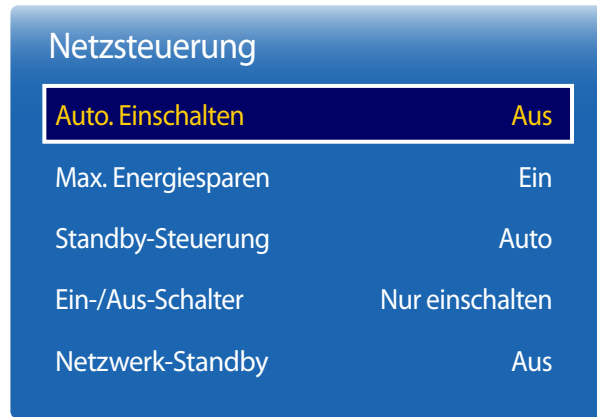 Netzsteuerung
Auto. Einschalten Aus
Max. Energiesparen Ein
Standby-Steuerung Auto
Ein-/Aus-Schalter Nur einschalten
Netzwerk-Standby Aus